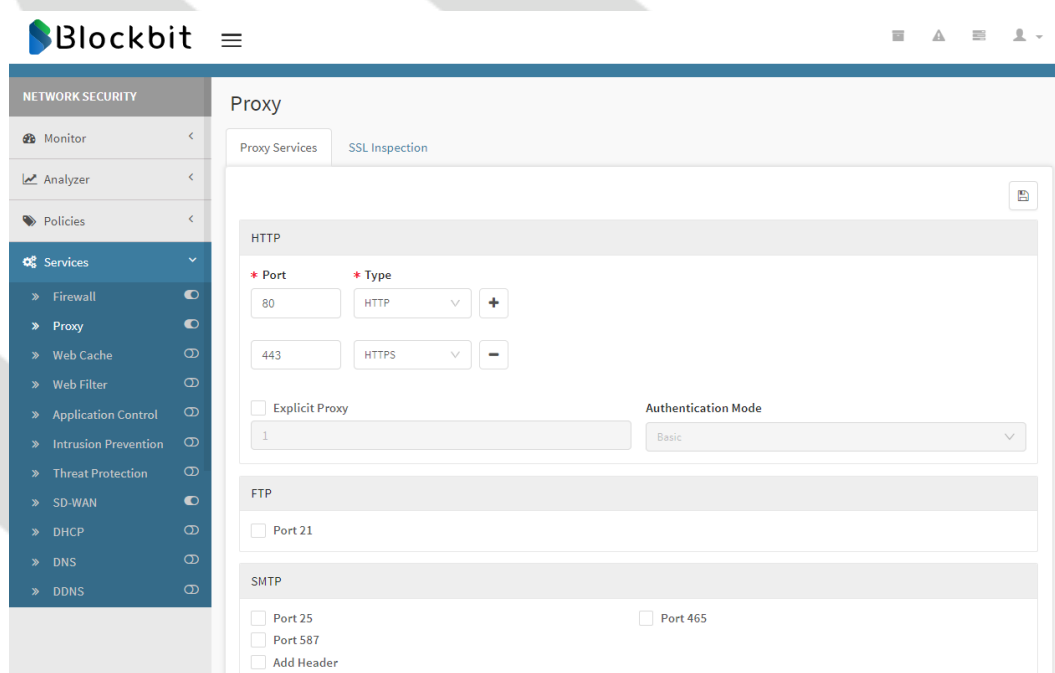 Blockbit
NETWORK SECURITY
Monitor
Analyzer
Policies
Services
Firewall
Proxy
Web Cache
Web Filter
Application Control
Intrusion Prevention
Threat Protection
SD-WAN
DHCP
DNS
DDNS
Proxy
Proxy Services SSL Inspection
HTTP
* Port * Type
80 HTTP
443 HTTPS
Explicit Proxy Authentication Mode
1 Basic
FTP
Port 21
SMTP
Port 25 Port 465
Port 587
Add Header